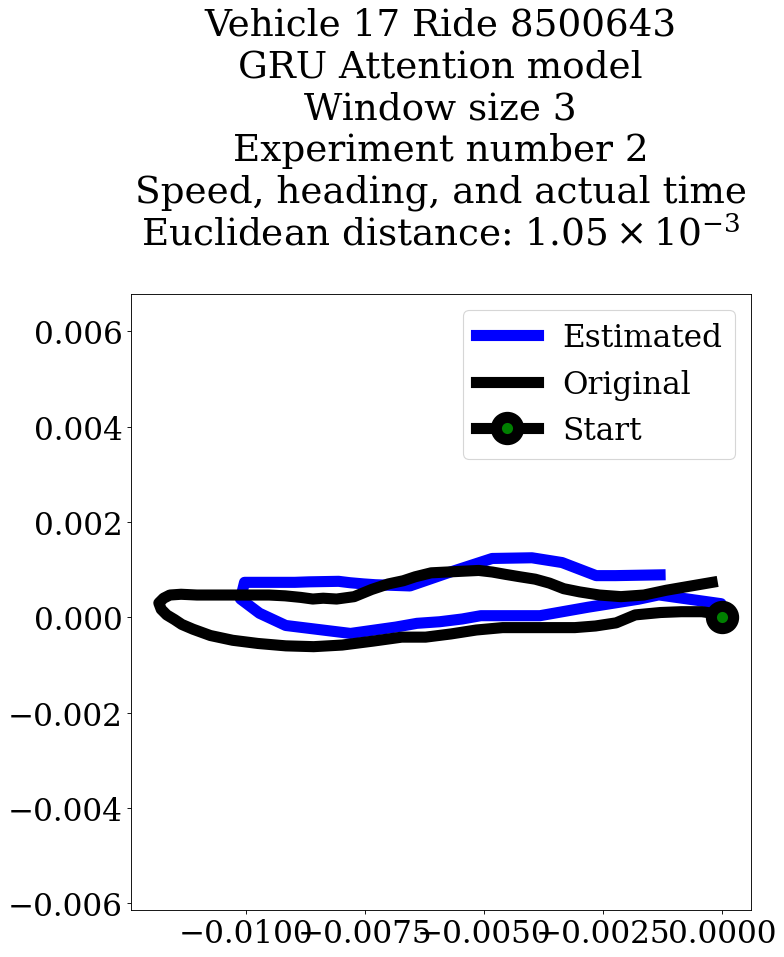 Vehicle 17 Ride 8500643
GRU Attention model
Window size 3
Experiment number 2
Speed, heading, and actual time
Euclidean distance: 1.05 × 10⁻³
Estimated
Original
Start
0.006
0.004
0.002
0.000
−0.002
−0.004
−0.006
−0.0100 −0.0075 −0.0050 −0.0025 0.0000